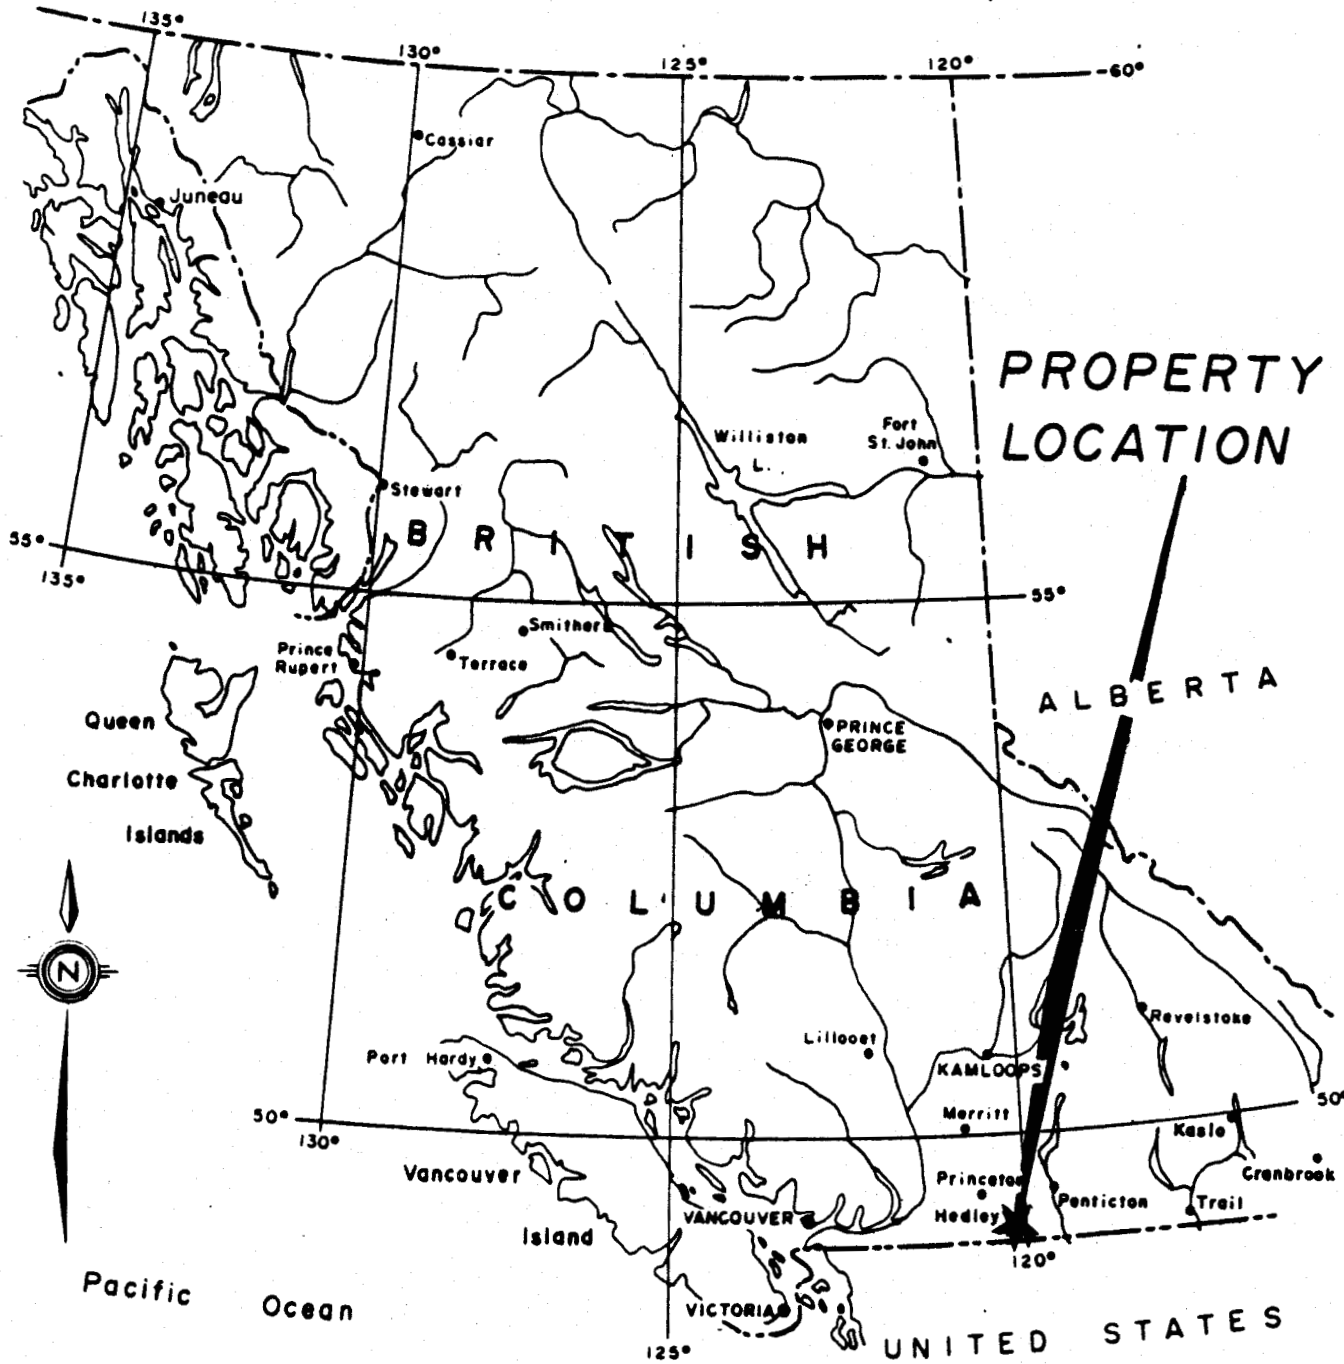 135°
130°
125°
120°
60°
Cassiar
Juneau
PROPERTY
LOCATION
Williston
L.
Fort
St. John
Stewart
BRITISH
55°
135°
55°
Smithers
Terrace
Prince
Rupert
ALBERTA
Queen
Charlotte
Islands
PRINCE
GEORGE
COLUMBIA
N
Revelstoke
Lillooet
Port Hardy
KAMLOOPS
50°
130°
Merritt
50°
Kaslo
Vancouver
Island
Princeton
Hedley
Penticton
Cranbrook
Trail
VANCOUVER
120°
Pacific Ocean
VICTORIA
UNITED STATES
125°